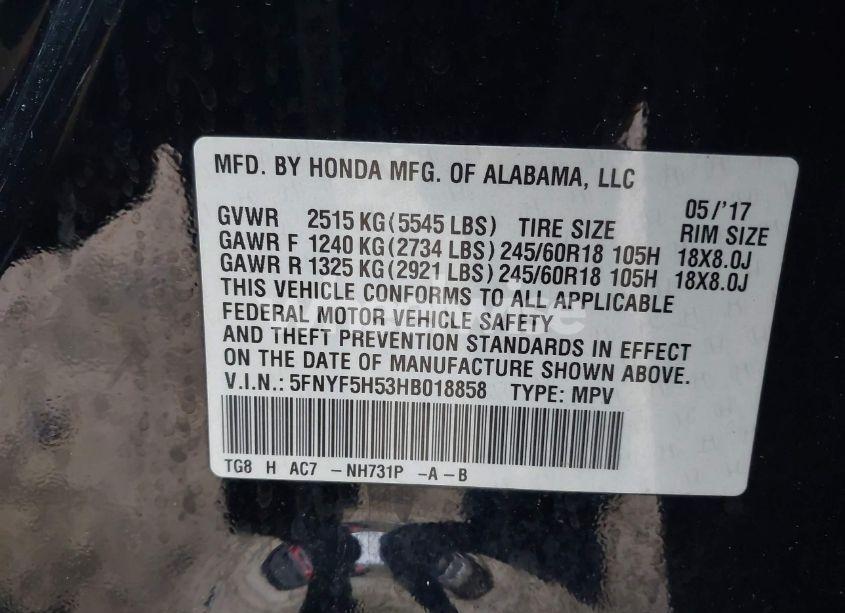 MFD. BY HONDA MFG. OF ALABAMA, LLC
05/'17
GVWR 2515 KG(5545 LBS) TIRE SIZE RIM SIZE
GAWR F 1240 KG(2734 LBS) 245/60R18 105H 18X8.0J
GAWR R 1325 KG(2921 LBS) 245/60R18 105H 18X8.0J
THIS VEHICLE CONFORMS TO ALL APPLICABLE
FEDERAL MOTOR VEHICLE SAFETY
AND THEFT PREVENTION STANDARDS IN EFFECT
ON THE DATE OF MANUFACTURE SHOWN ABOVE.
V.I.N.: 5FNYF5H53HB018858 TYPE: MPV
TG8 H AC7 -NH731P -A-B